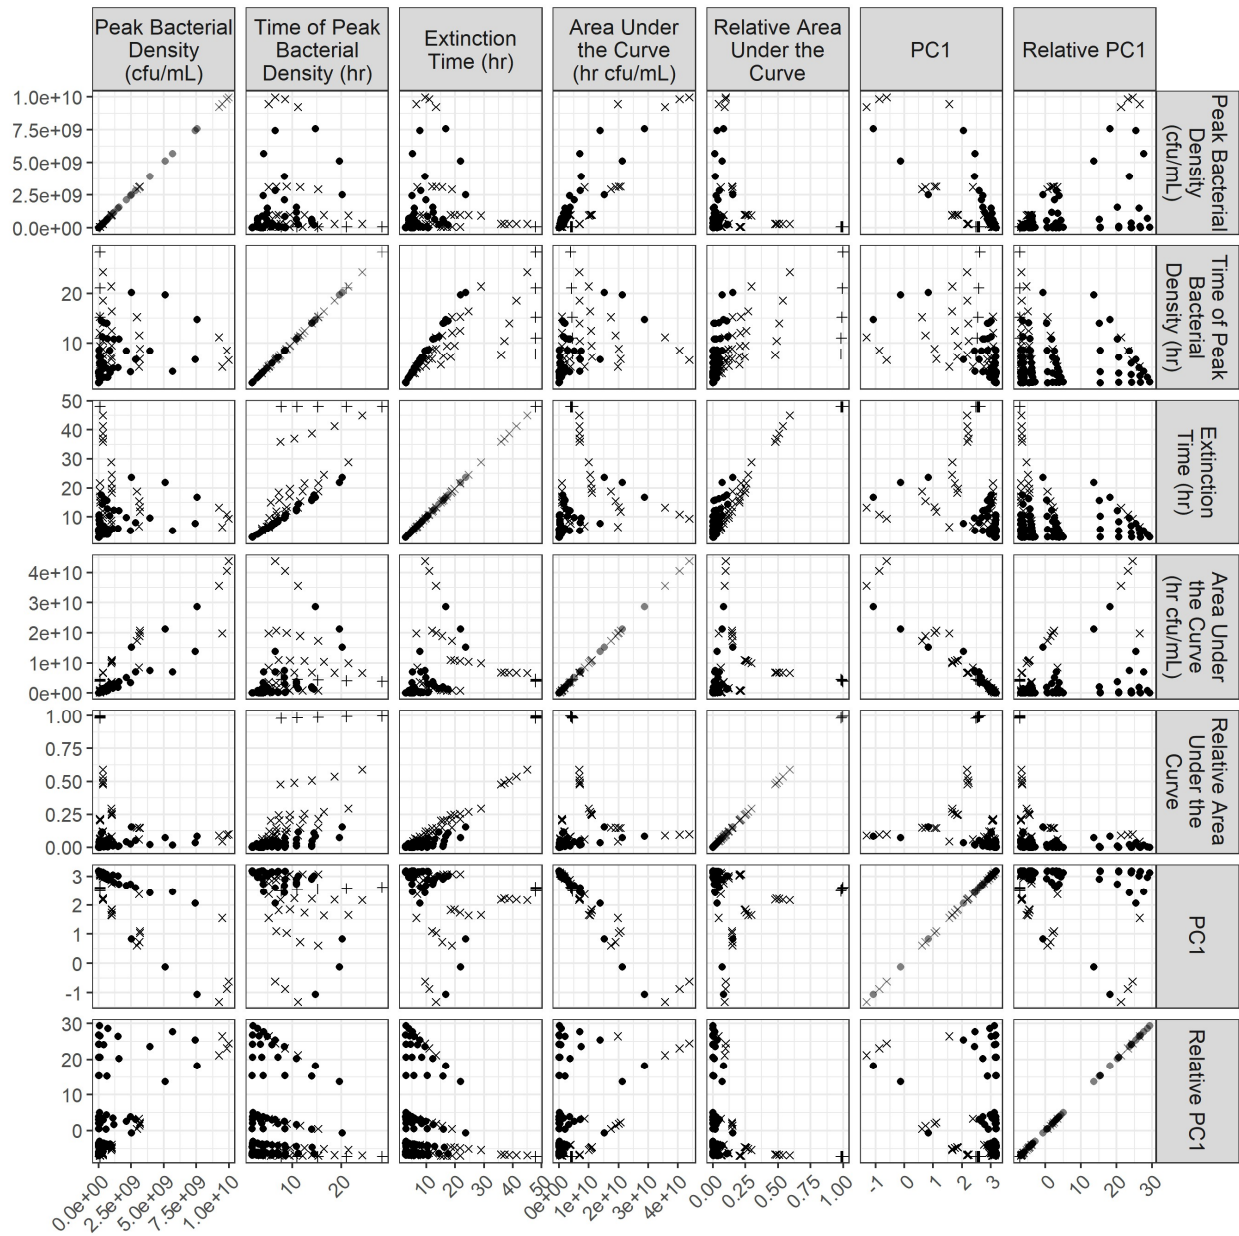 Peak Bacterial
Density
(cfu/mL)
Time of Peak
Bacterial
Density (hr)
Extinction
Time (hr)
Area Under
the Curve
(hr cfu/mL)
Relative Area
Under the
Curve
PC1
Relative PC1
1.0e+10
7.5e+09
5.0e+09
2.5e+09
0.0e+00
Peak Bacterial
Density
(cfu/mL)
20
10
Time of Peak
Bacterial
Density (hr)
50
40
30
20
10
Extinction
Time (hr)
4e+10
3e+10
2e+10
1e+10
0e+00
Area Under
the Curve
(hr cfu/mL)
1.00
0.75
0.50
0.25
0.00
Relative Area
Under the
Curve
3
2
1
0
-1
PC1
30
20
10
0
Relative PC1
0.0e+00
2.5e+09
5.0e+09
7.5e+09
1.0e+10
10
20
10
20
30
40
50
0e+00
1e+10
2e+10
3e+10
4e+10
0.00
0.25
0.50
0.75
1.00
-1
0
1
2
3
0
10
20
30